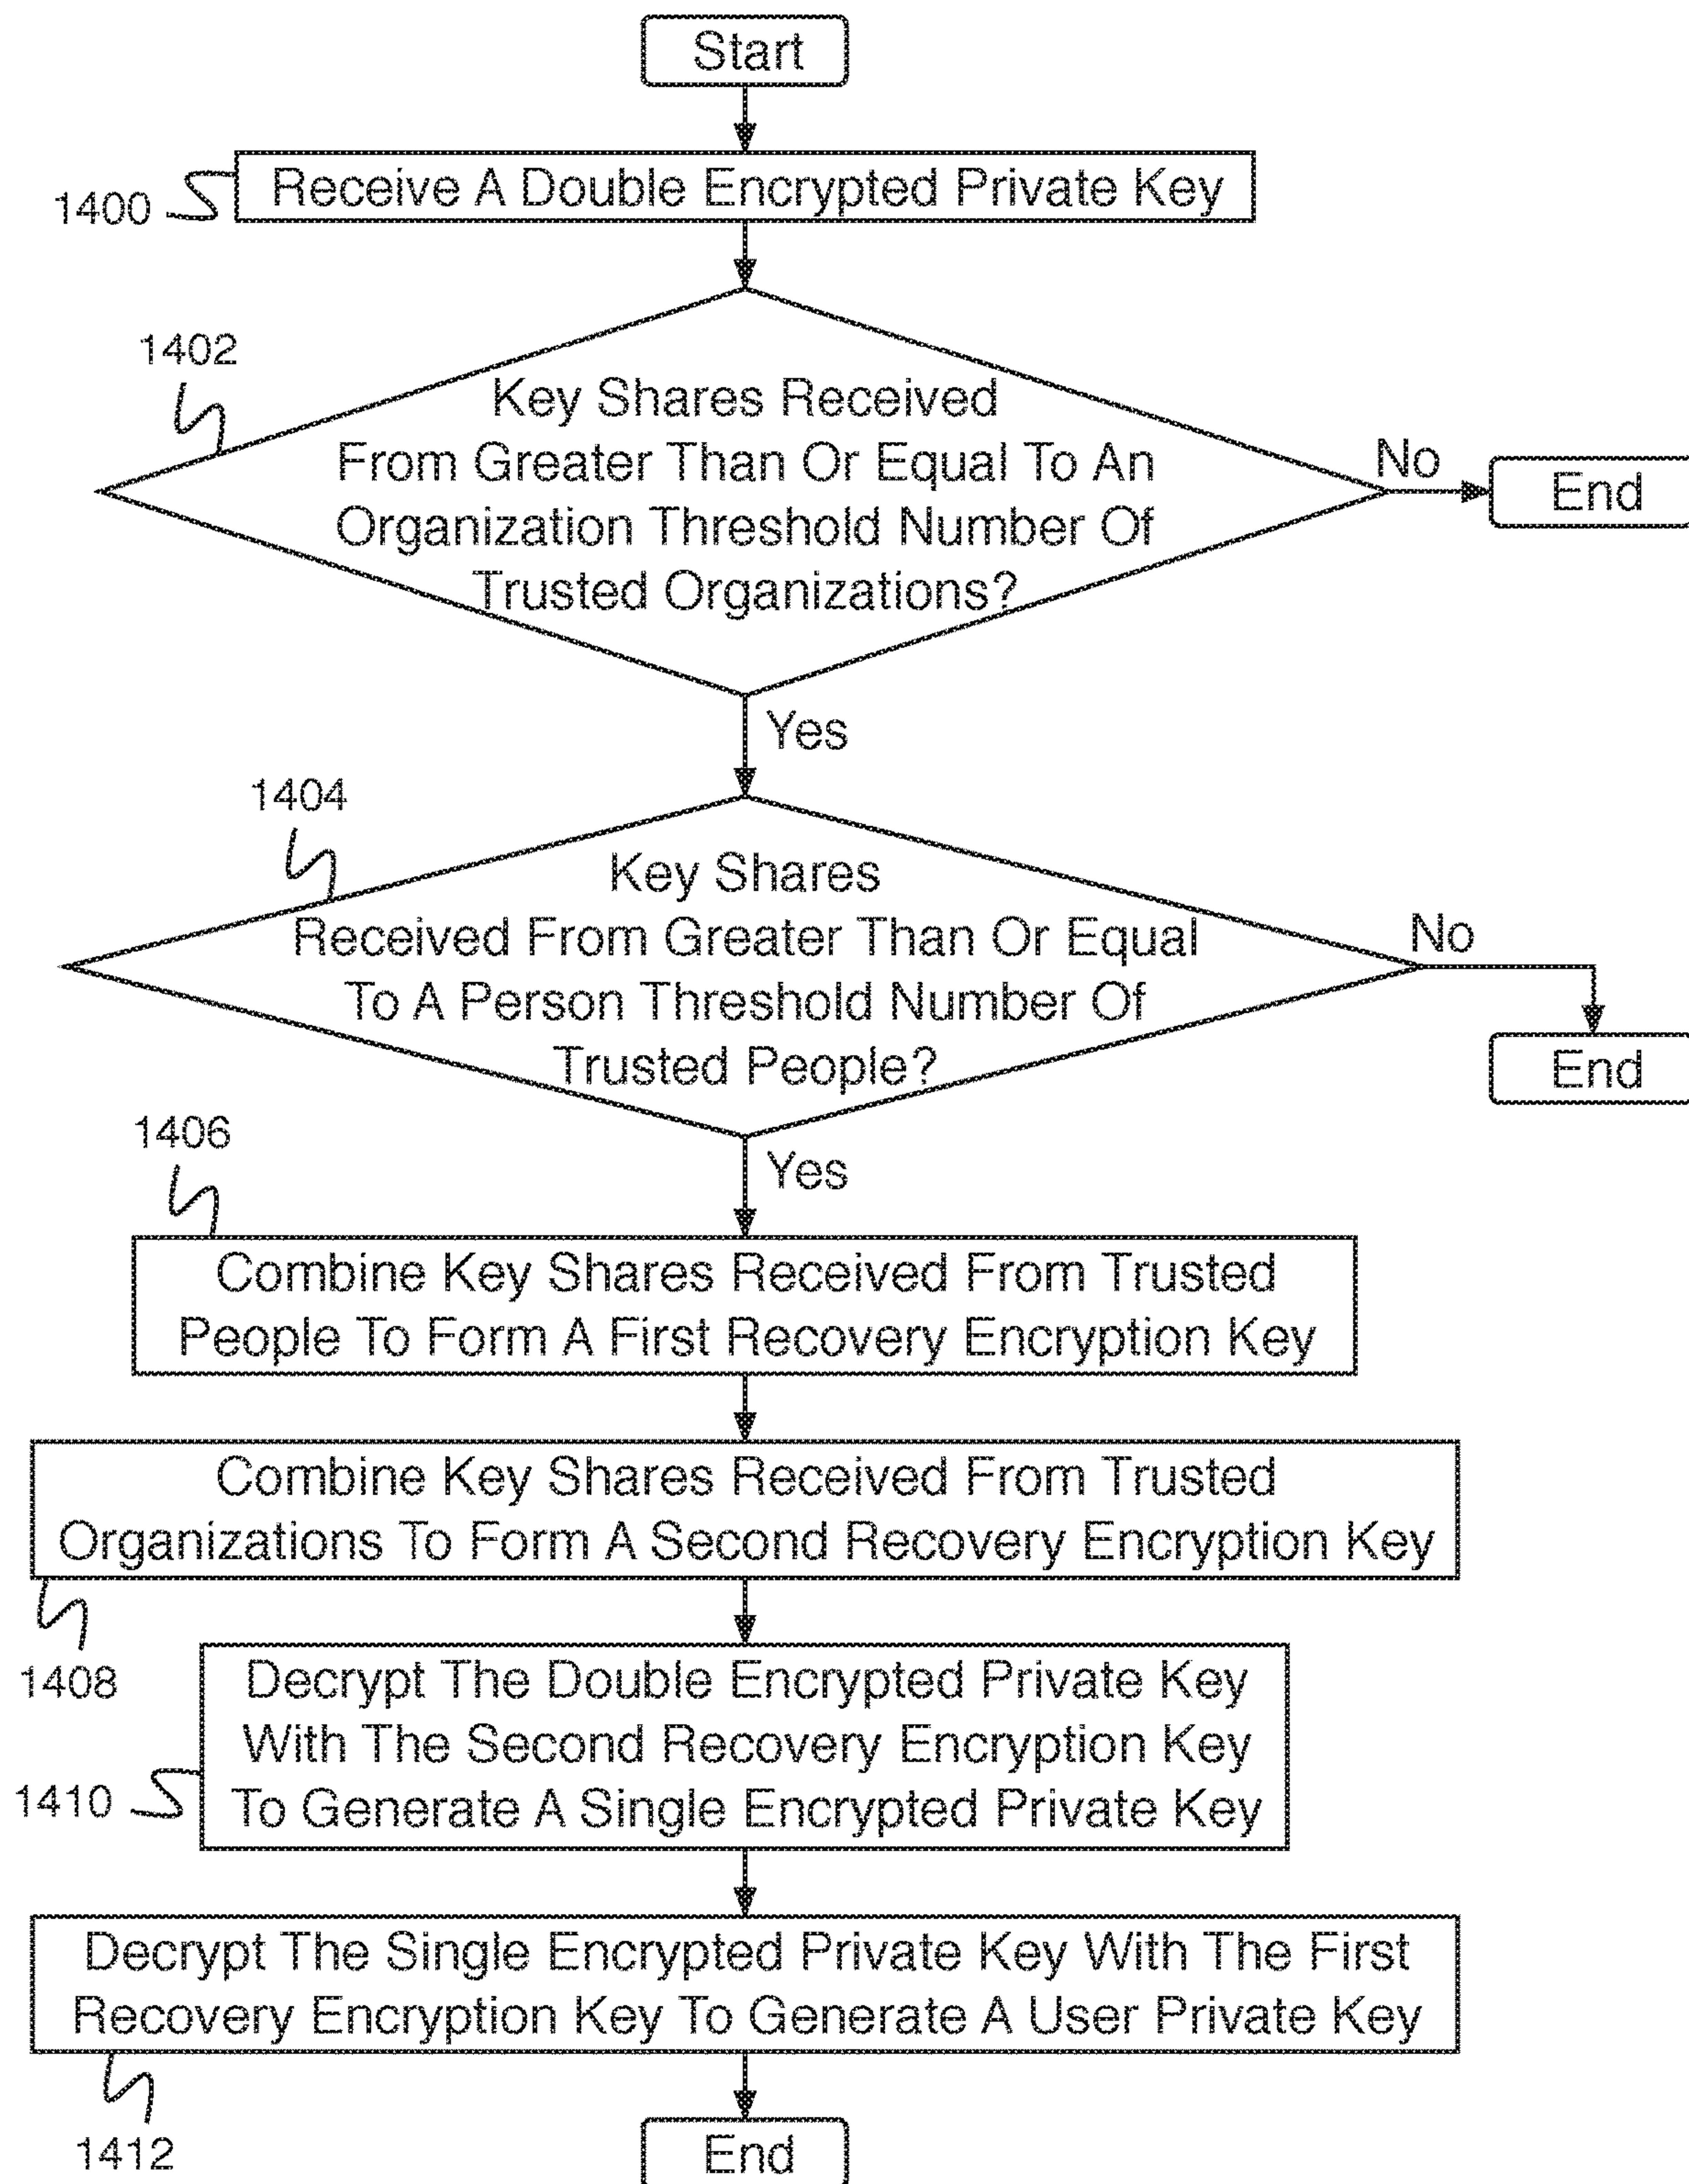 Start
1400
Receive A Double Encrypted Private Key
1402
Key Shares Received
From Greater Than Or Equal To An
Organization Threshold Number Of
Trusted Organizations?
No
End
Yes
1404
Key Shares
Received From Greater Than Or Equal
To A Person Threshold Number Of
Trusted People?
No
End
Yes
1406
Combine Key Shares Received From Trusted
People To Form A First Recovery Encryption Key
Combine Key Shares Received From Trusted
Organizations To Form A Second Recovery Encryption Key
1408
Decrypt The Double Encrypted Private Key
With The Second Recovery Encryption Key
To Generate A Single Encrypted Private Key
1410
Decrypt The Single Encrypted Private Key With The First
Recovery Encryption Key To Generate A User Private Key
1412
End